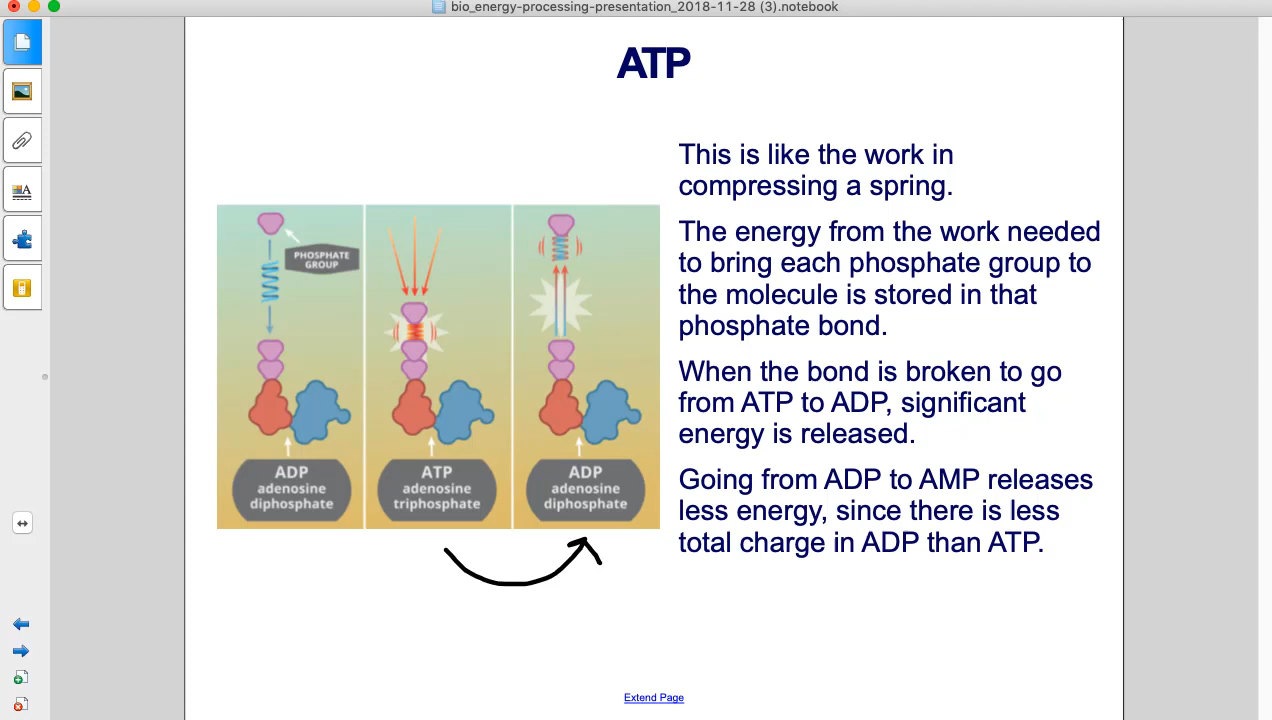 bio_energy-processing-presentation_2018-11-28 (3).notebook
ATP
This is like the work in
compressing a spring.
The energy from the work needed
to bring each phosphate group to
the molecule is stored in that
phosphate bond.
When the bond is broken to go
from ATP to ADP, significant
energy is released.
Going from ADP to AMP releases
less energy, since there is less
total charge in ADP than ATP.
PHOSPHATE
GROUP
ADP
adenosine
diphosphate
ATP
adenosine
triphosphate
ADP
adenosine
diphosphate
Extend Page